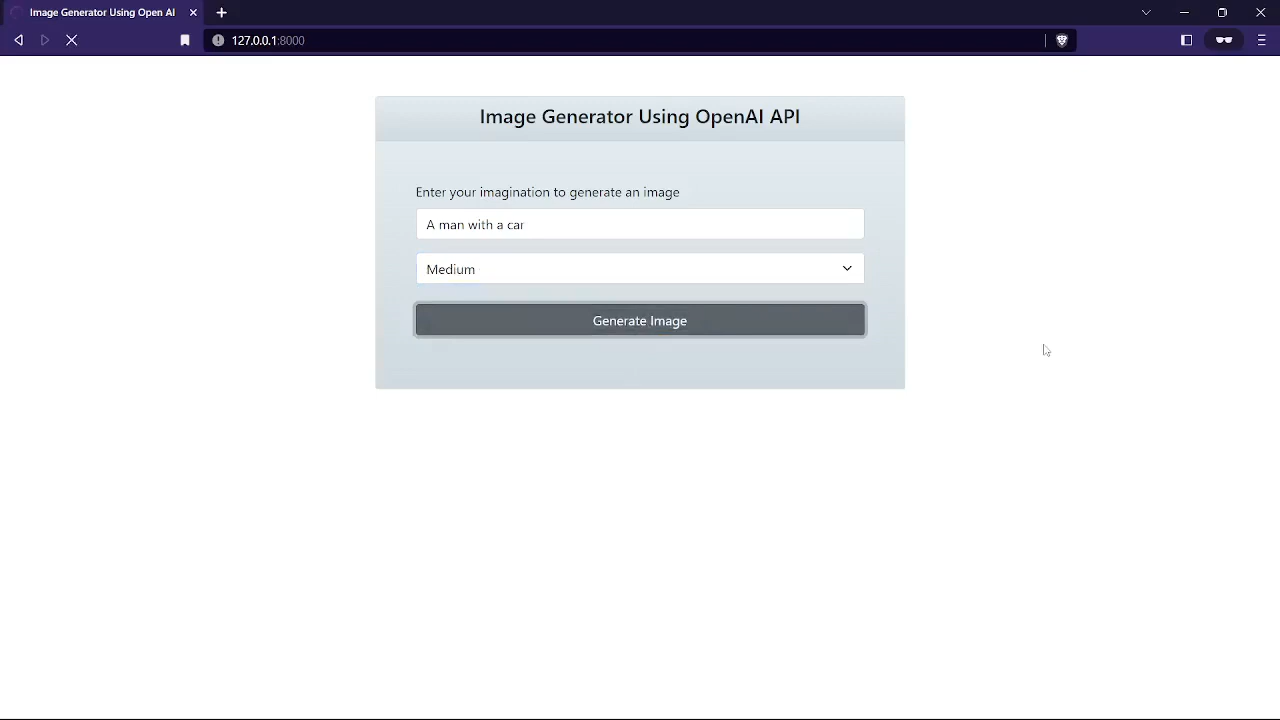 Image Generator Using Open AI
127.0.0.1:8000
Image Generator Using OpenAI API
Enter your imagination to generate an image
A man with a car
Medium
Generate Image